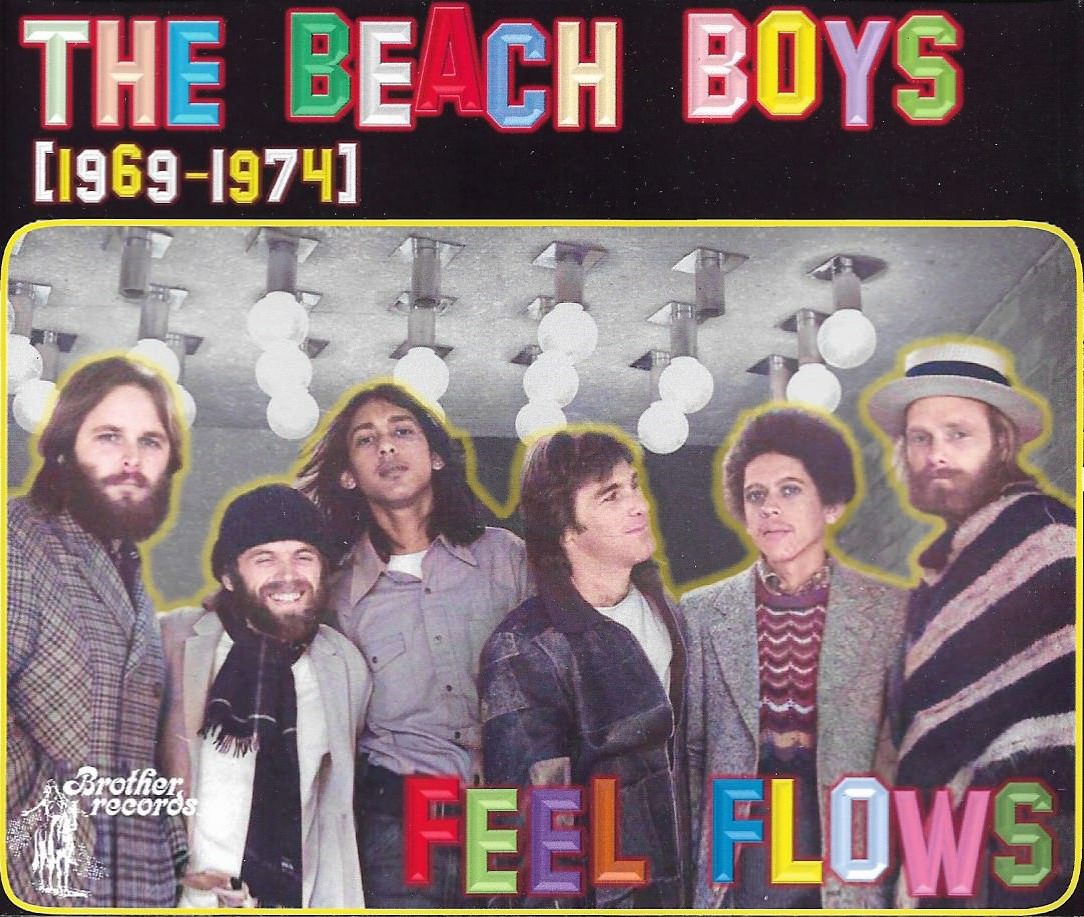 THE BEACH BOYS
[1969-1974]
Brother
records
FEEL FLOWS